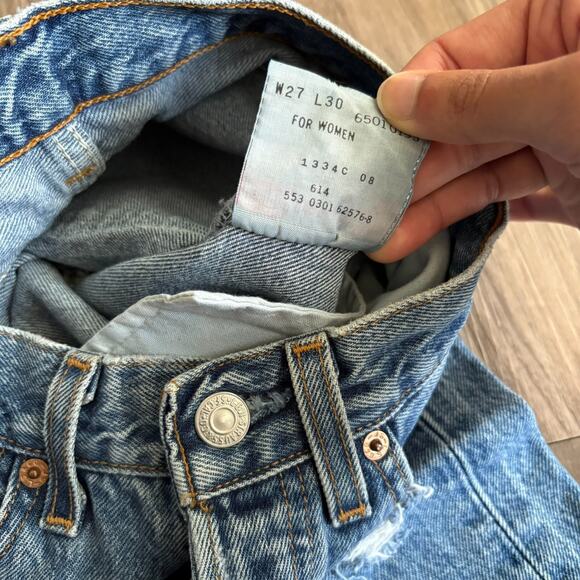 W27 L30
FOR WOMEN
1334C 08
614
553 0301 62576-8